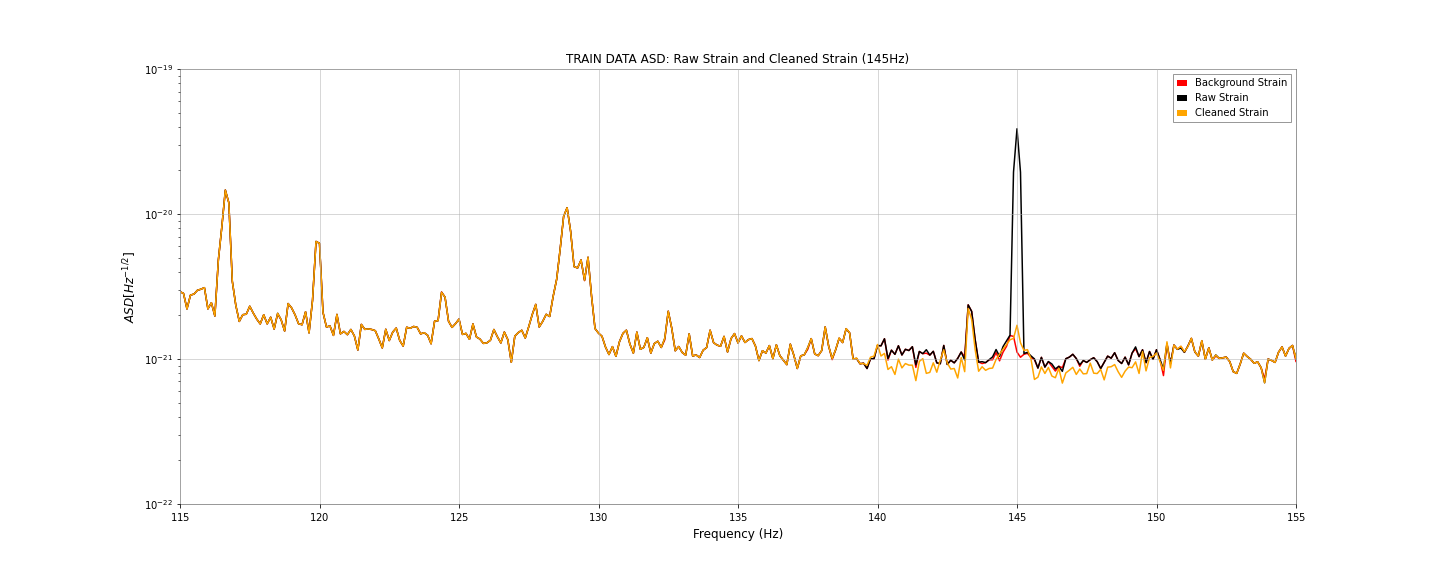 TRAIN DATA ASD: Raw Strain and Cleaned Strain (145Hz)
10⁻¹⁹
Background Strain
Raw Strain
Cleaned Strain
10⁻²⁰
ASD[Hz⁻¹/²]
10⁻²¹
10⁻²²
115 120 125 130 135 140 145 150 155
Frequency (Hz)